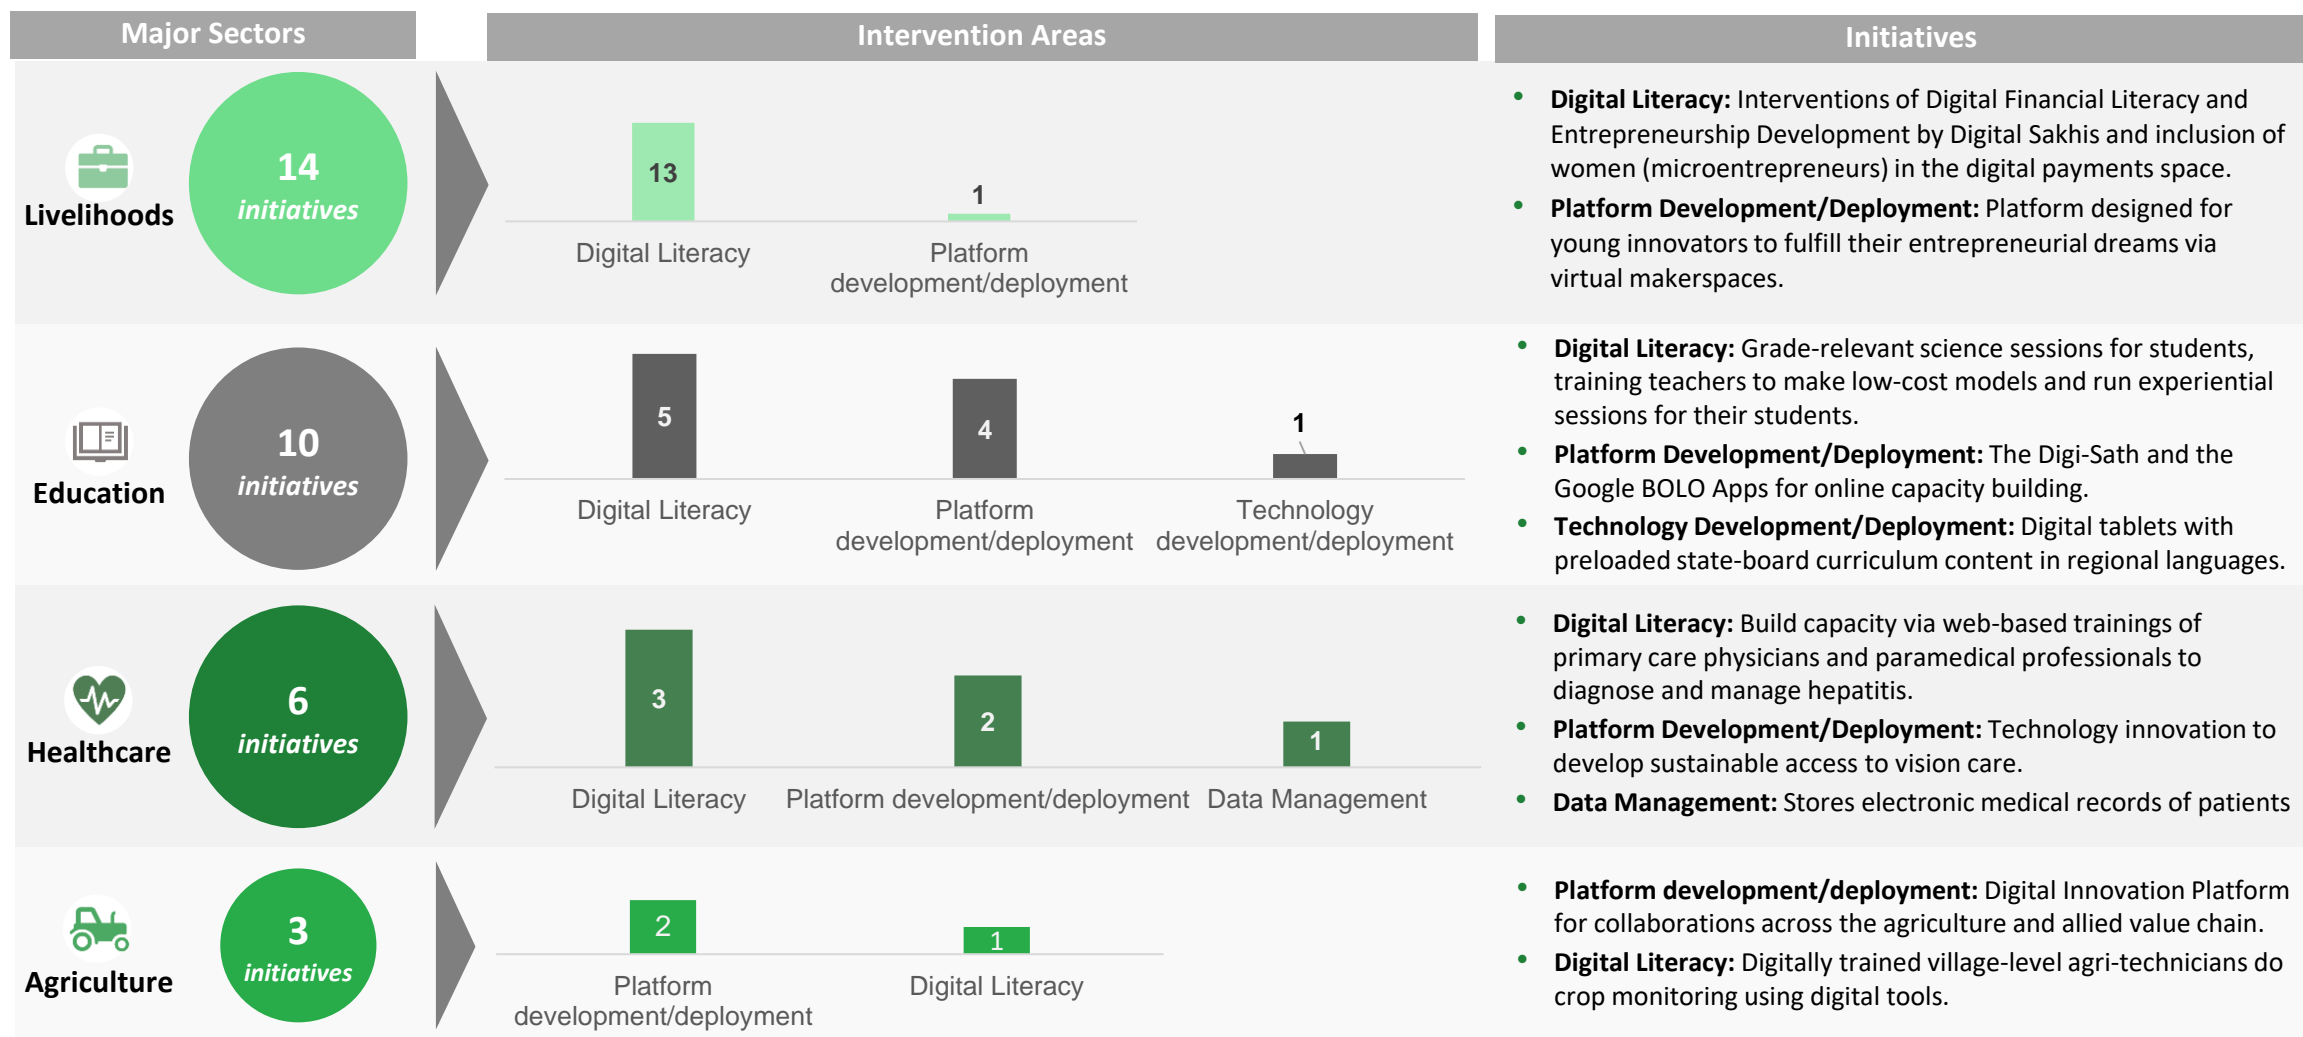 Major Sectors
Intervention Areas
Initiatives
Livelihoods
14
initiatives
13
1
Digital Literacy
Platform
development/deployment
• Digital Literacy: Interventions of Digital Financial Literacy and
Entrepreneurship Development by Digital Sakhis and inclusion of
women (microentrepreneurs) in the digital payments space.
• Platform Development/Deployment: Platform designed for
young innovators to fulfill their entrepreneurial dreams via
virtual makerspaces.
Education
10
initiatives
5
4
1
Digital Literacy
Platform
development/deployment
Technology
development/deployment
• Digital Literacy: Grade-relevant science sessions for students,
training teachers to make low-cost models and run experiential
sessions for their students.
• Platform Development/Deployment: The Digi-Sath and the
Google BOLO Apps for online capacity building.
• Technology Development/Deployment: Digital tablets with
preloaded state-board curriculum content in regional languages.
Healthcare
6
initiatives
3
2
1
Digital Literacy
Platform development/deployment
Data Management
• Digital Literacy: Build capacity via web-based trainings of
primary care physicians and paramedical professionals to
diagnose and manage hepatitis.
• Platform Development/Deployment: Technology innovation to
develop sustainable access to vision care.
• Data Management: Stores electronic medical records of patients
Agriculture
3
initiatives
2
1
Platform
development/deployment
Digital Literacy
• Platform development/deployment: Digital Innovation Platform
for collaborations across the agriculture and allied value chain.
• Digital Literacy: Digitally trained village-level agri-technicians do
crop monitoring using digital tools.